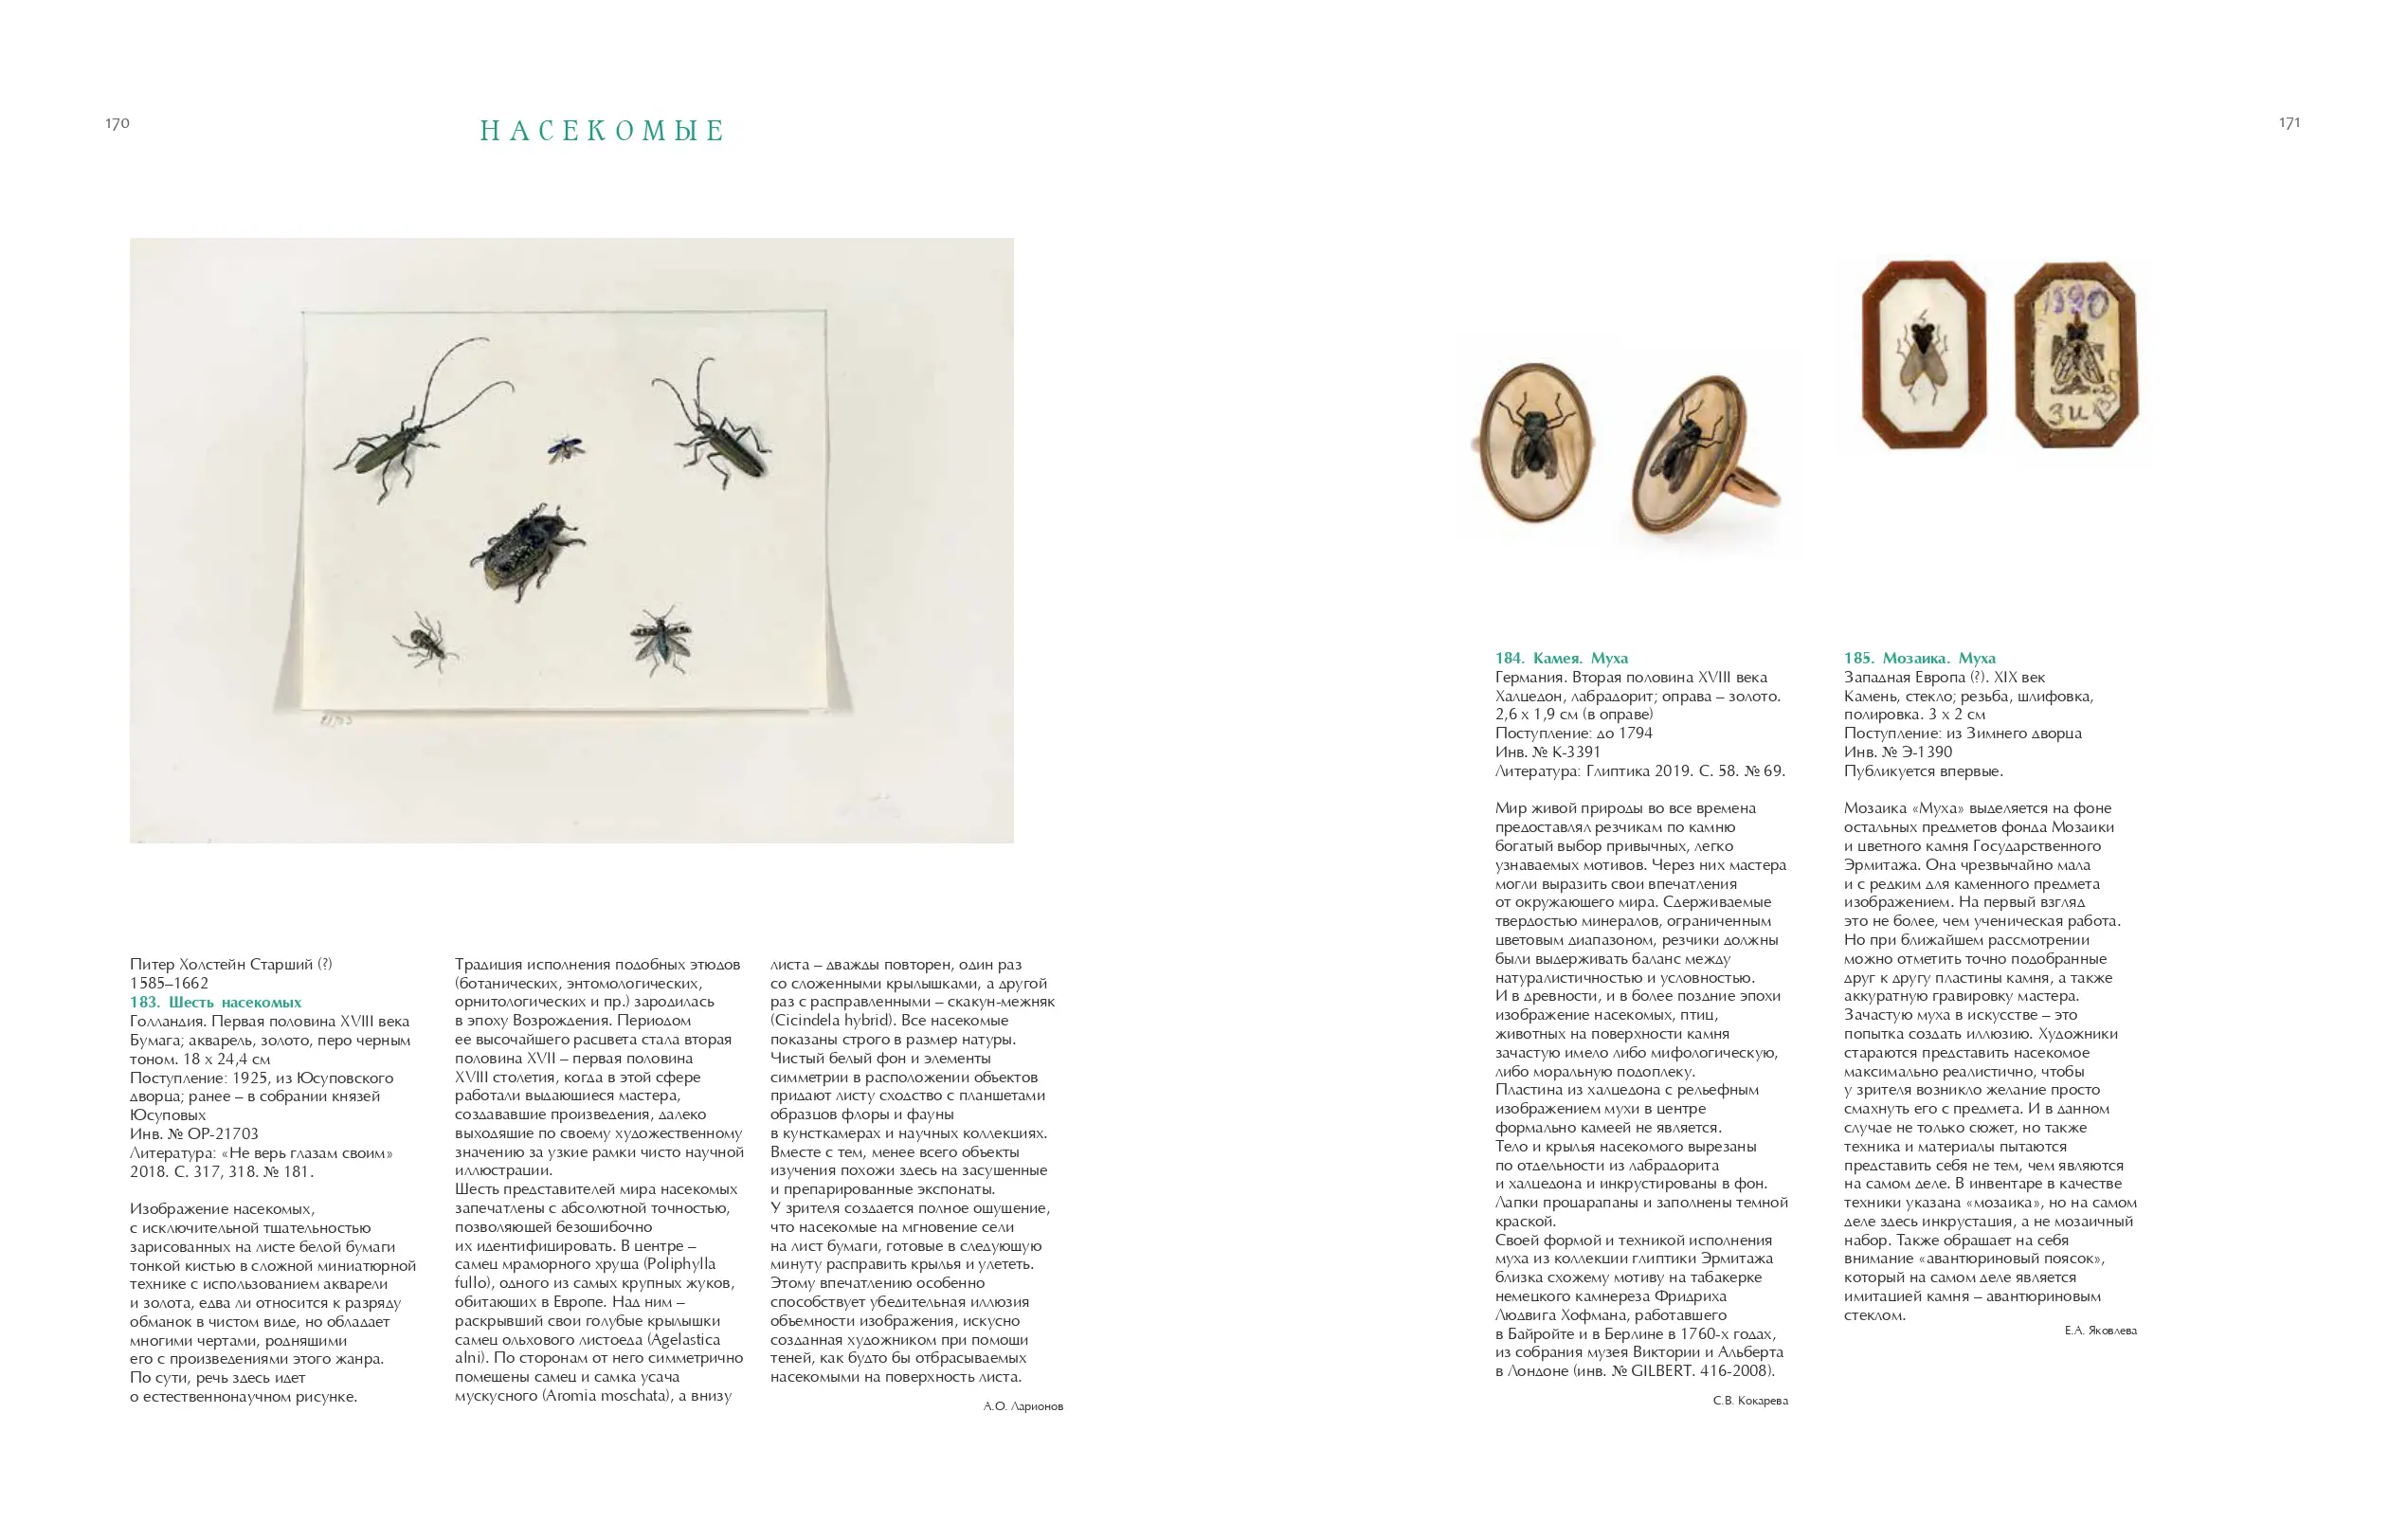 170
НАСЕКОМЫЕ
Питер Холстейн Старший (?)
1585–1662
183. Шесть насекомых
Голландия. Первая половина XVIII века
Бумага; акварель, золото, перо черным
тоном. 18 х 24,4 см
Поступление: 1925, из Юсуповского
дворца; ранее – в собрании князей
Юсуповых
Инв. № ОР-21703
Литература: «Не верь глазам своим»
2018. С. 317, 318. № 181.
Изображение насекомых,
с исключительной тщательностью
зарисованных на листе белой бумаги
тонкой кистью в сложной миниатюрной
технике с использованием акварели
и золота, едва ли относится к разряду
обманок в чистом виде, но обладает
многими чертами, роднящими
его с произведениями этого жанра.
По сути, речь здесь идет
о естественнонаучном рисунке.
Традиция исполнения подобных этюдов
(ботанических, энтомологических,
орнитологических и пр.) зародилась
в эпоху Возрождения. Периодом
ее высочайшего расцвета стала вторая
половина XVII – первая половина
XVIII столетия, когда в этой сфере
работали выдающиеся мастера,
создававшие произведения, далеко
выходящие по своему художественному
значению за узкие рамки чисто научной
иллюстрации.
Шесть представителей мира насекомых
запечатлены с абсолютной точностью,
позволяющей безошибочно
их идентифицировать. В центре –
самец мраморного хруща (Poliphylla
fullo), одного из самых крупных жуков,
обитающих в Европе. Над ним –
раскрывший свои голубые крылышки
самец ольхового листоеда (Agelastica
alni). По сторонам от него симметрично
помещены самец и самка усача
мускусного (Aromia moschata), а внизу
листа – дважды повторен, один раз
со сложенными крылышками, а другой
раз с расправленными – скакун-межняк
(Cicindela hybrid). Все насекомые
показаны строго в размер натуры.
Чистый белый фон и элементы
симметрии в расположении объектов
придают листу сходство с планшетами
образцов флоры и фауны
в кунсткамерах и научных коллекциях.
Вместе с тем, менее всего объекты
изучения похожи здесь на засушенные
и препарированные экспонаты.
У зрителя создается полное ощущение,
что насекомые на мгновение сели
на лист бумаги, готовые в следующую
минуту расправить крылья и улететь.
Этому впечатлению особенно
способствует убедительная иллюзия
объемности изображения, искусно
созданная художником при помощи
теней, как будто бы отбрасываемых
насекомыми на поверхность листа.
А.О. Ларионов
171
1390
ЗИ
184. Камея. Муха
Германия. Вторая половина XVIII века
Халцедон, лабрадорит; оправа – золото.
2,6 х 1,9 см (в оправе)
Поступление: до 1794
Инв. № К-3391
Литература: Глиптика 2019. С. 58. № 69.
Мир живой природы во все времена
предоставлял резчикам по камню
богатый выбор привычных, легко
узнаваемых мотивов. Через них мастера
могли выразить свои впечатления
от окружающего мира. Сдерживаемые
твердостью минералов, ограниченным
цветовым диапазоном, резчики должны
были выдерживать баланс между
натуралистичностью и условностью.
И в древности, и в более поздние эпохи
изображение насекомых, птиц,
животных на поверхности камня
зачастую имело либо мифологическую,
либо моральную подоплеку.
Пластина из халцедона с рельефным
изображением мухи в центре
формально камеей не является.
Тело и крылья насекомого вырезаны
по отдельности из лабрадорита
и халцедона и инкрустированы в фон.
Лапки процарапаны и заполнены темной
краской.
Своей формой и техникой исполнения
муха из коллекции глиптики Эрмитажа
близка схожему мотиву на табакерке
немецкого камнереза Фридриха
Людвига Хофмана, работавшего
в Байройте и в Берлине в 1760-х годах,
из собрания музея Виктории и Альберта
в Лондоне (инв. № GILBERT. 416-2008).
С.В. Кокарева
185. Мозаика. Муха
Западная Европа (?). XIX век
Камень, стекло; резьба, шлифовка,
полировка. 3 х 2 см
Поступление: из Зимнего дворца
Инв. № Э-1390
Публикуется впервые.
Мозаика «Муха» выделяется на фоне
остальных предметов фонда Мозаики
и цветного камня Государственного
Эрмитажа. Она чрезвычайно мала
и с редким для каменного предмета
изображением. На первый взгляд
это не более, чем ученическая работа.
Но при ближайшем рассмотрении
можно отметить точно подобранные
друг к другу пластины камня, а также
аккуратную гравировку мастера.
Зачастую муха в искусстве – это
попытка создать иллюзию. Художники
стараются представить насекомое
максимально реалистично, чтобы
у зрителя возникло желание просто
смахнуть его с предмета. И в данном
случае не только сюжет, но также
техника и материалы пытаются
представить себя не тем, чем являются
на самом деле. В инвентаре в качестве
техники указана «мозаика», но на самом
деле здесь инкрустация, а не мозаичный
набор. Также обращает на себя
внимание «авантюриновый поясок»,
который на самом деле является
имитацией камня – авантюриновым
стеклом.
Е.А. Яковлева